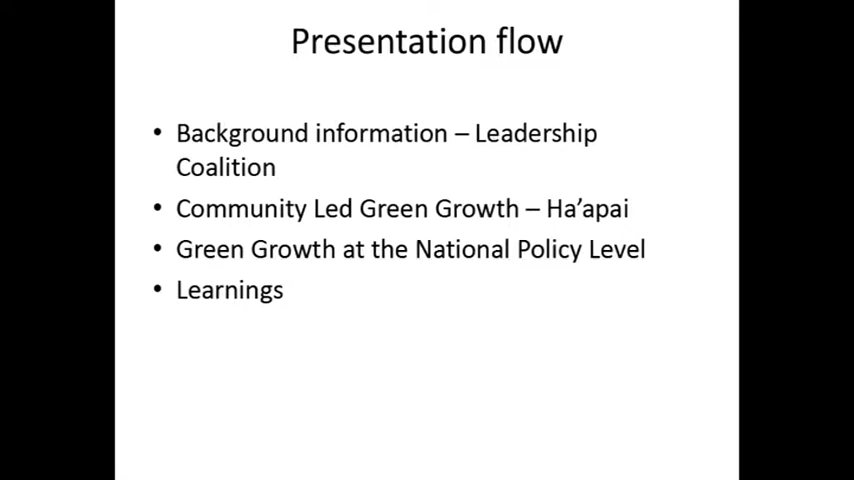 Presentation flow
• Background information – Leadership
Coalition
• Community Led Green Growth – Ha’apai
• Green Growth at the National Policy Level
• Learnings